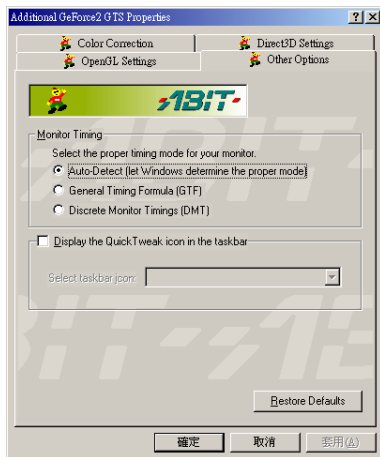 Additional GeForce2 GTS Properties
Color Correction
Direct3D Settings
OpenGL Settings
Other Options
ABIT
Monitor Timing
Select the proper timing mode for your monitor.
Auto-Detect (let Windows determine the proper mode)
General Timing Formula (GTF)
Discrete Monitor Timings (DMT)
Display the QuickTweak icon in the taskbar
Select taskbar icon:
Restore Defaults
確定
取消
套用(A)